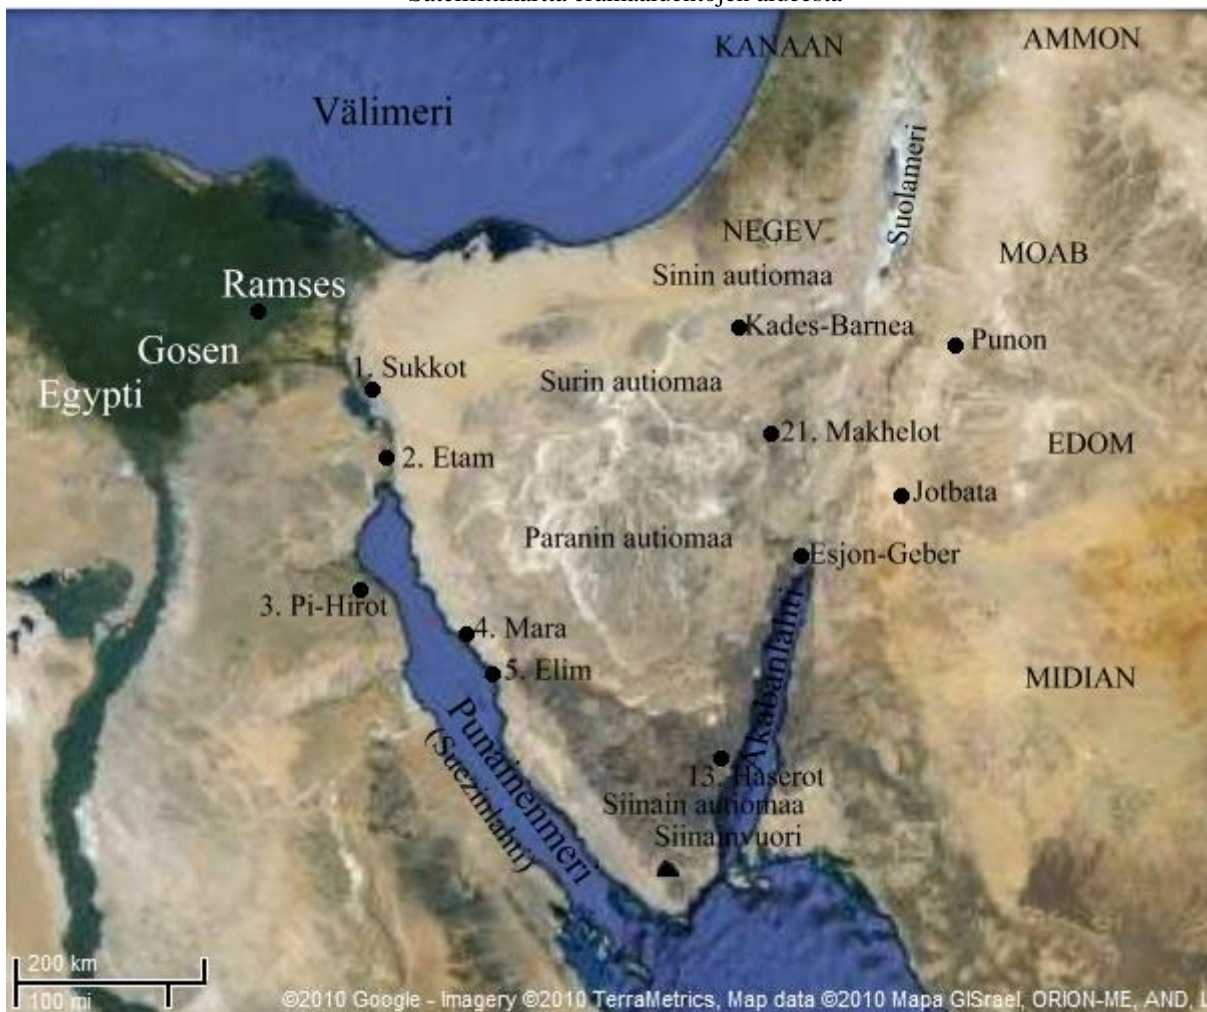 KANAAN
AMMON
Välimeri
Suolameri
NEGEV
MOAB
Sinin autiomaa
Ramses
Kades-Barnea
Punon
Gosen
1. Sukkot
Surin autiomaa
Egypti
21. Makhelot
EDOM
2. Etam
Jotbata
Paranin autiomaa
Esjon-Geber
3. Pi-Hirot
4. Mara
Akabanlahti
5. Elim
MIDIAN
Punainenmeri
(Suezinlahti)
13. Haserot
Siinain autiomaa
Siinainvuori
200 km
100 mi
©2010 Google - Imagery ©2010 TerraMetrics, Map data ©2010 Mapa GISrael, ORION-ME, AND,